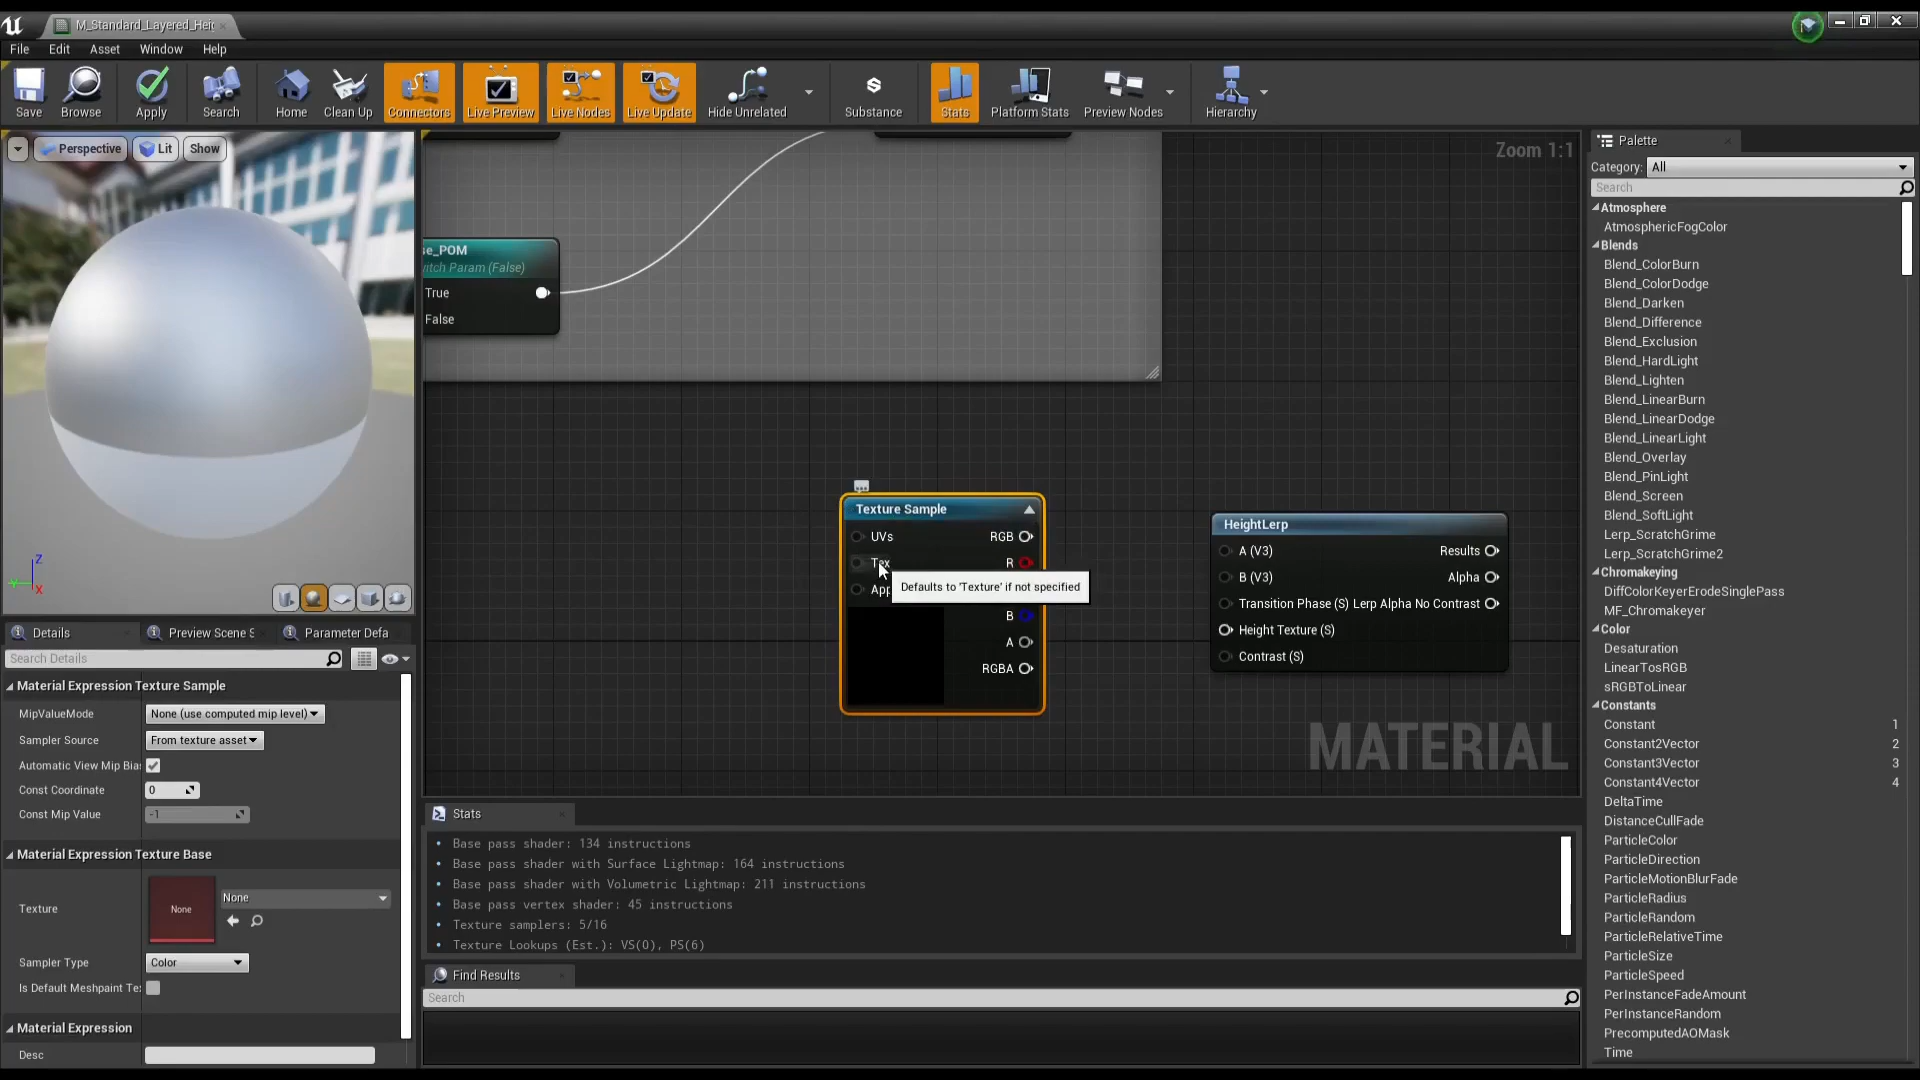 M_Standard_Layered_Hei
File Edit Asset Window Help
Save Browse Apply Search Home Clean Up Connectors Live Preview Live Nodes Live Update Hide Unrelated Substance Stats Platform Stats Preview Nodes Hierarchy
Perspective Lit Show
Zoom 1:1
se_POM
witch Param (False)
True
False
Texture Sample
UVs RGB
Tex R
Defaults to 'Texture' if not specified
App
B
A
RGBA
HeightLerp
A (V3) Results
B (V3) Alpha
Transition Phase (S) Lerp Alpha No Contrast
Height Texture (S)
Contrast (S)
MATERIAL
Z
X
Details Preview Scene S Parameter Defa
Search Details
Material Expression Texture Sample
MipValueMode None (use computed mip level)
Sampler Source From texture asset
Automatic View Mip Bia
Const Coordinate 0
Const Mip Value -1
Material Expression Texture Base
Texture None None
Sampler Type Color
Is Default Meshpaint Te
Material Expression
Desc
Stats
Base pass shader: 134 instructions
Base pass shader with Surface Lightmap: 164 instructions
Base pass shader with Volumetric Lightmap: 211 instructions
Base pass vertex shader: 45 instructions
Texture samplers: 5/16
Texture Lookups (Est.): VS(0), PS(6)
Find Results
Search
Palette
Category: All
Search
Atmosphere
AtmosphericFogColor
Blends
Blend_ColorBurn
Blend_ColorDodge
Blend_Darken
Blend_Difference
Blend_Exclusion
Blend_HardLight
Blend_Lighten
Blend_LinearBurn
Blend_LinearDodge
Blend_LinearLight
Blend_Overlay
Blend_PinLight
Blend_Screen
Blend_SoftLight
Lerp_ScratchGrime
Lerp_ScratchGrime2
Chromakeying
DiffColorKeyerErodeSinglePass
MF_Chromakeyer
Color
Desaturation
LinearTosRGB
sRGBToLinear
Constants
Constant 1
Constant2Vector 2
Constant3Vector 3
Constant4Vector 4
DeltaTime
DistanceCullFade
ParticleColor
ParticleDirection
ParticleMotionBlurFade
ParticleRadius
ParticleRandom
ParticleRelativeTime
ParticleSize
ParticleSpeed
PerInstanceFadeAmount
PerInstanceRandom
PrecomputedAOMask
Time